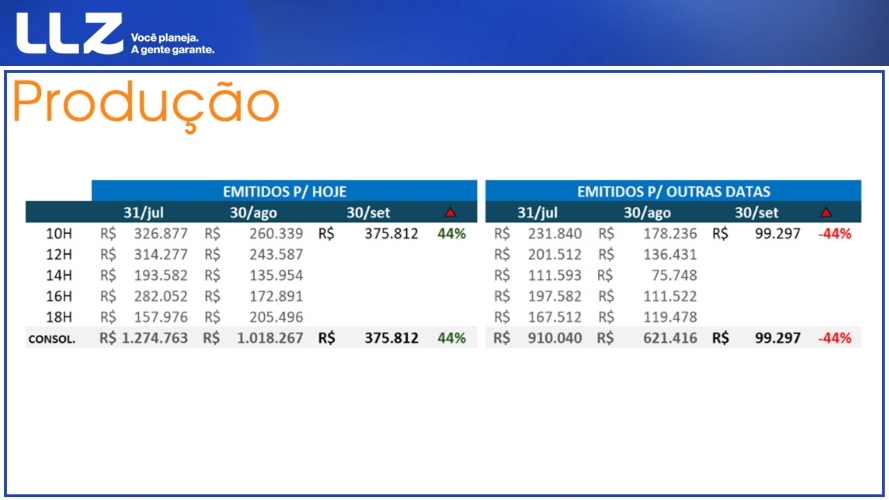 LLZ
Você planeja.
A gente garante.
Produção
EMITIDOS P/ HOJE EMITIDOS P/ OUTRAS DATAS
31/jul 30/ago 30/set 31/jul 30/ago 30/set
10H R$ 326.877 R$ 260.339 R$ 375.812 44% R$ 231.840 R$ 178.236 R$ 99.297 -44%
12H R$ 314.277 R$ 243.587 R$ 201.512 R$ 136.431
14H R$ 193.582 R$ 135.954 R$ 111.593 R$ 75.748
16H R$ 282.052 R$ 172.891 R$ 197.582 R$ 111.522
18H R$ 157.976 R$ 205.496 R$ 167.512 R$ 119.478
CONSOL. R$ 1.274.763 R$ 1.018.267 R$ 375.812 44% R$ 910.040 R$ 621.416 R$ 99.297 -44%